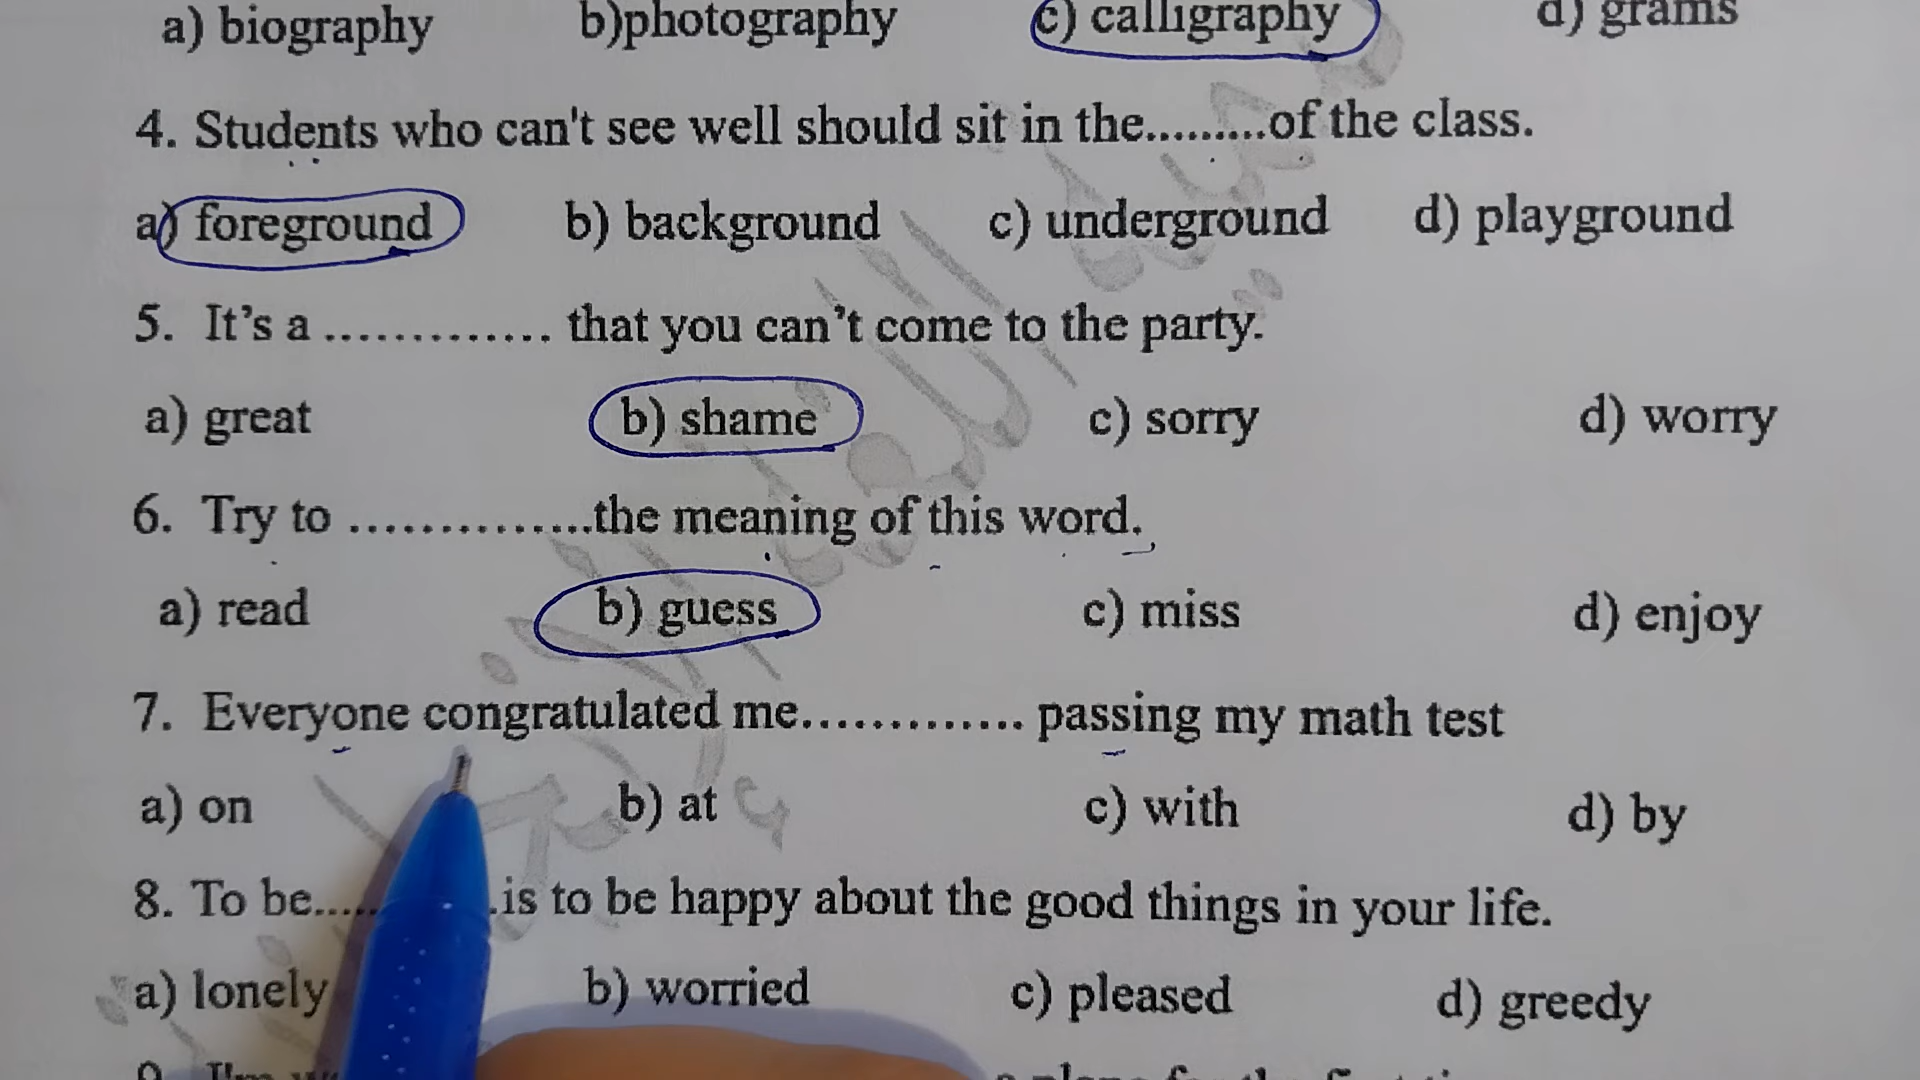 a) biography b)photography c) calligraphy d) grams
4. Students who can't see well should sit in the.........of the class.
a) foreground b) background c) underground d) playground
5. It's a ............. that you can't come to the party.
a) great b) shame c) sorry d) worry
6. Try to ..............the meaning of this word.
a) read b) guess c) miss d) enjoy
7. Everyone congratulated me............. passing my math test
a) on b) at c) with d) by
8. To be..... .is to be happy about the good things in your life.
a) lonely b) worried c) pleased d) greedy
9. I'm